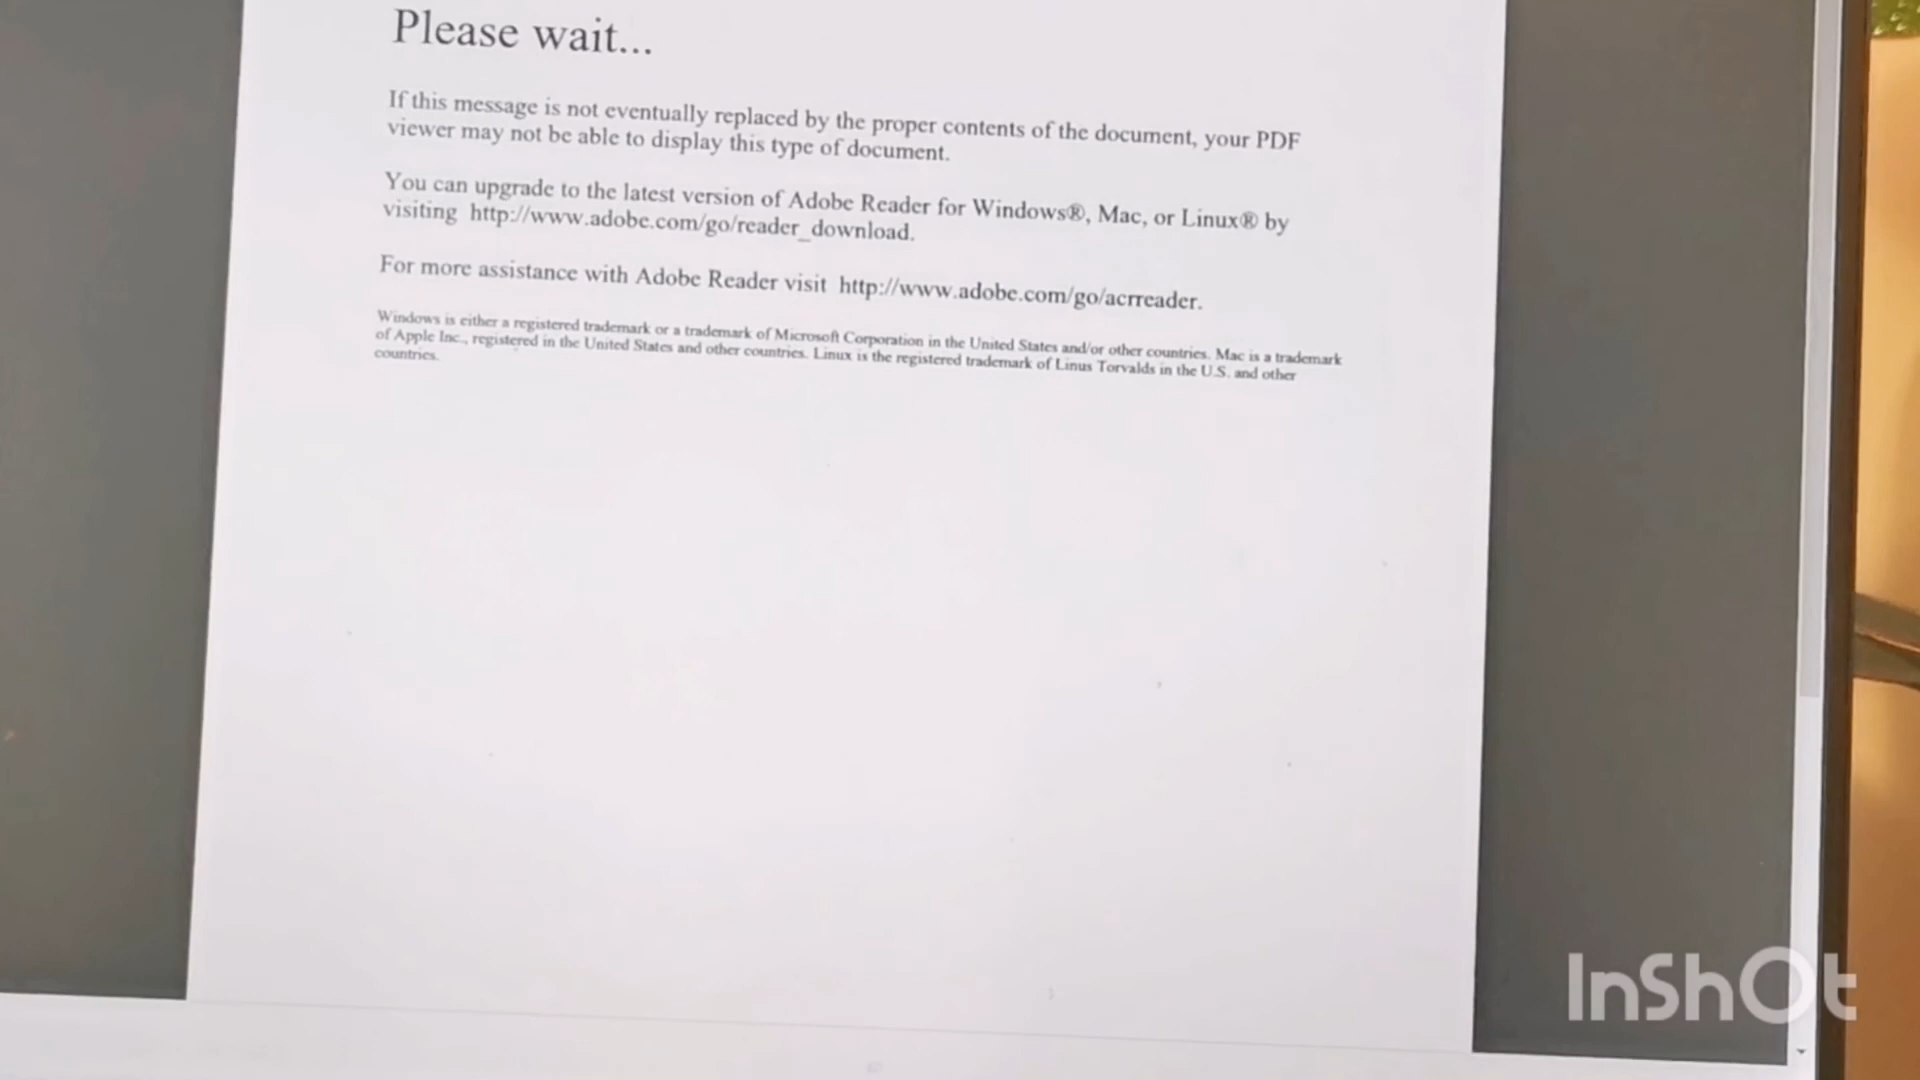 Please wait...
If this message is not eventually replaced by the proper contents of the document, your PDF
viewer may not be able to display this type of document.
You can upgrade to the latest version of Adobe Reader for Windows®, Mac, or Linux® by
visiting http://www.adobe.com/go/reader_download.
For more assistance with Adobe Reader visit http://www.adobe.com/go/acrreader.
Windows is either a registered trademark or a trademark of Microsoft Corporation in the United States and/or other countries. Mac is a trademark
of Apple Inc., registered in the United States and other countries. Linux is the registered trademark of Linus Torvalds in the U.S. and other
countries.
InShOt